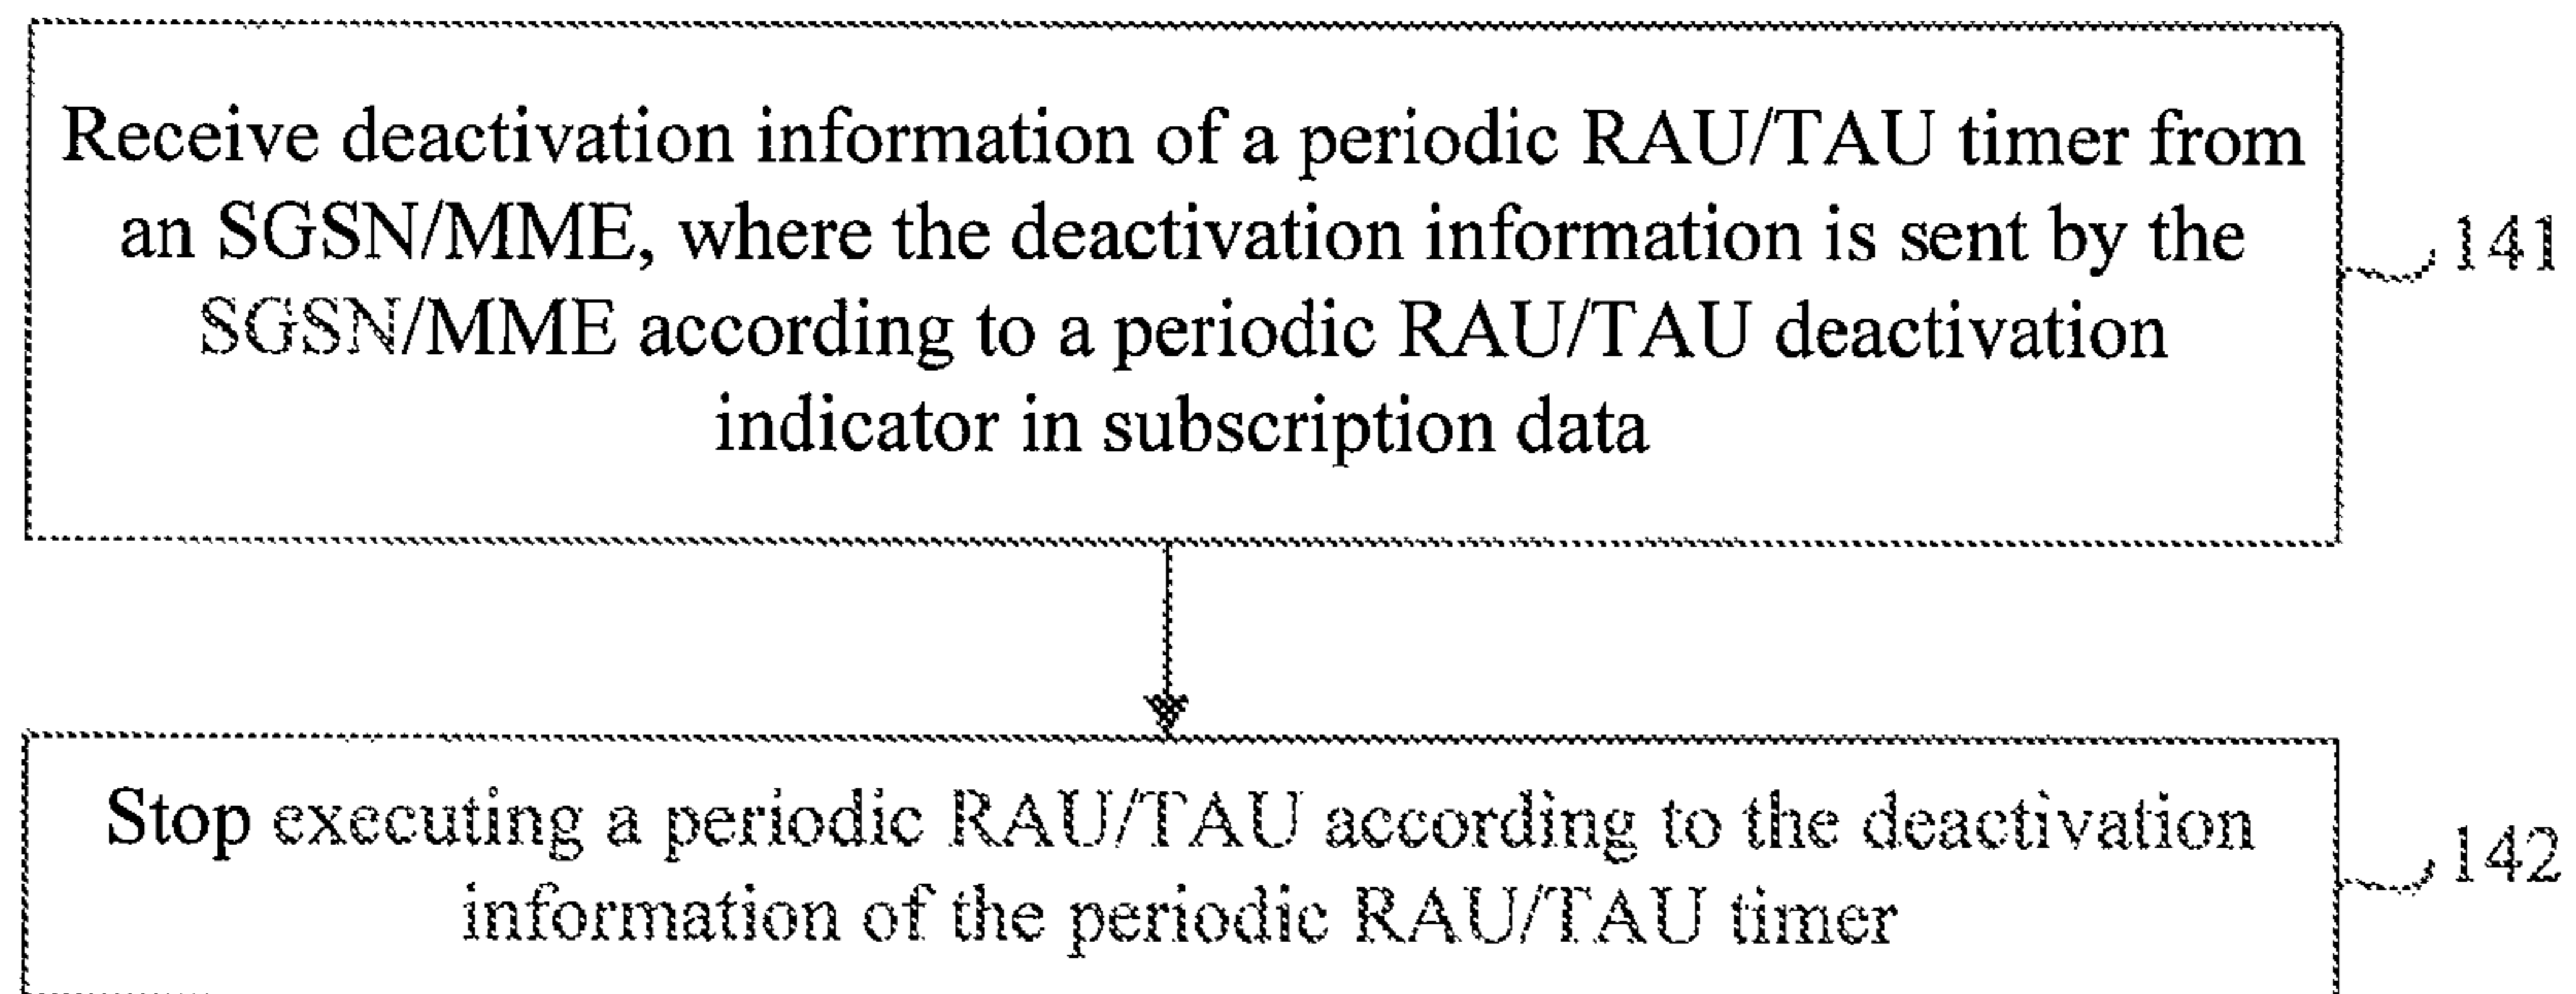 Receive deactivation information of a periodic RAU/TAU timer from
an SGSN/MME, where the deactivation information is sent by the
SGSN/MME according to a periodic RAU/TAU deactivation
indicator in subscription data
141
Stop executing a periodic RAU/TAU according to the deactivation
information of the periodic RAU/TAU timer
142